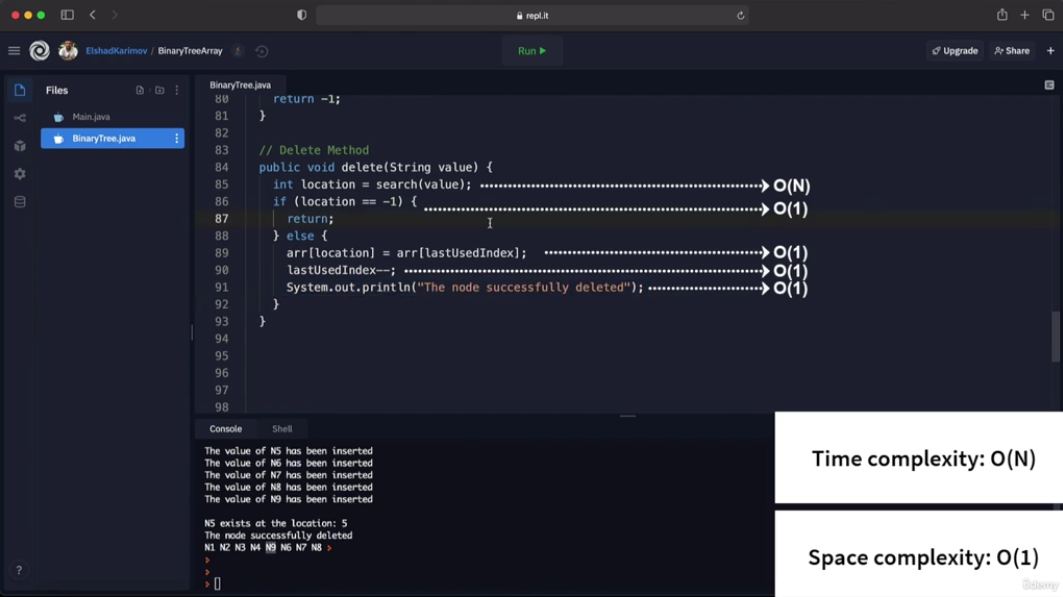 repl.it
ElshadKarimov / BinaryTreeArray
Run
Upgrade
Share
Files
Main.java
BinaryTree.java
BinaryTree.java
80 return -1;
81 }
82
83 // Delete Method
84 public void delete(String value) {
85 int location = search(value); O(N)
86 if (location == -1) { O(1)
87 return;
88 } else {
89 arr[location] = arr[lastUsedIndex]; O(1)
90 lastUsedIndex--; O(1)
91 System.out.println("The node successfully deleted"); O(1)
92 }
93 }
94
95
96
97
98
Console Shell
The value of N5 has been inserted
The value of N6 has been inserted
The value of N7 has been inserted
The value of N8 has been inserted
The value of N9 has been inserted
N5 exists at the location: 5
The node successfully deleted
N1 N2 N3 N4 N9 N6 N7 N8 >
>
>
>
?
Time complexity: O(N)
Space complexity: O(1)
Udemy